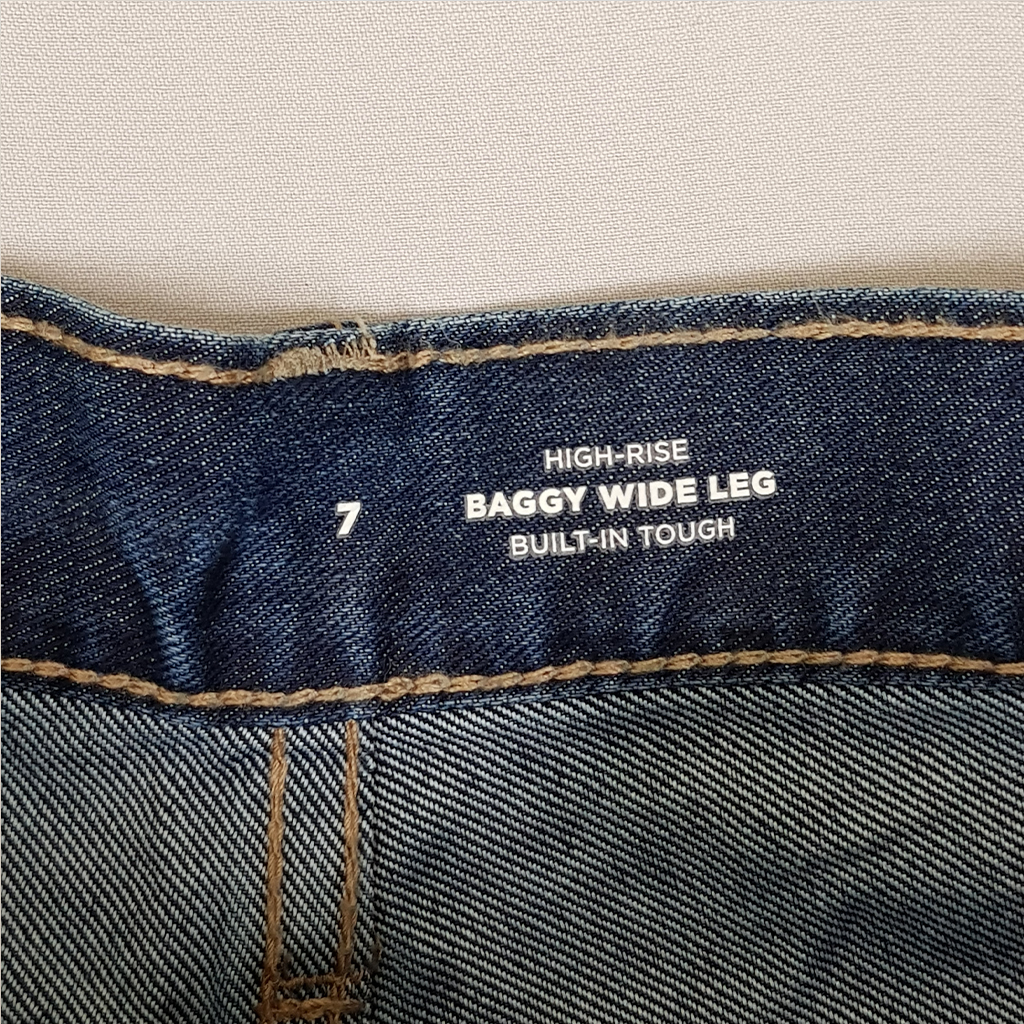 7
HIGH-RISE
BAGGY WIDE LEG
BUILT-IN TOUGH